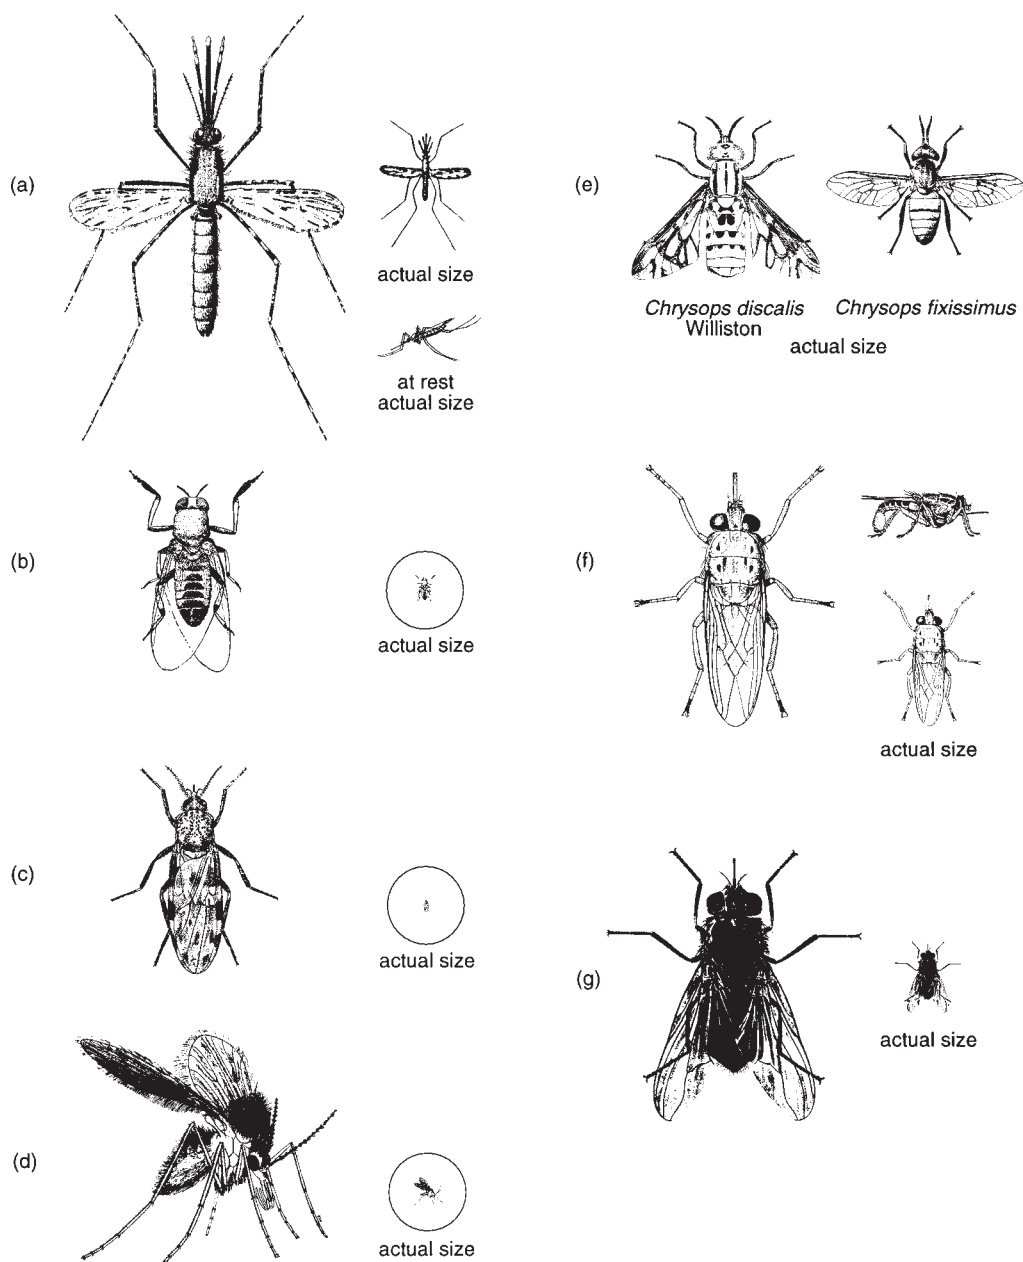 (a)
actual size
at rest
actual size
(b)
actual size
(c)
actual size
(d)
actual size
(e)
Chrysops discalis
Williston
Chrysops fixissimus
actual size
(f)
actual size
(g)
actual size